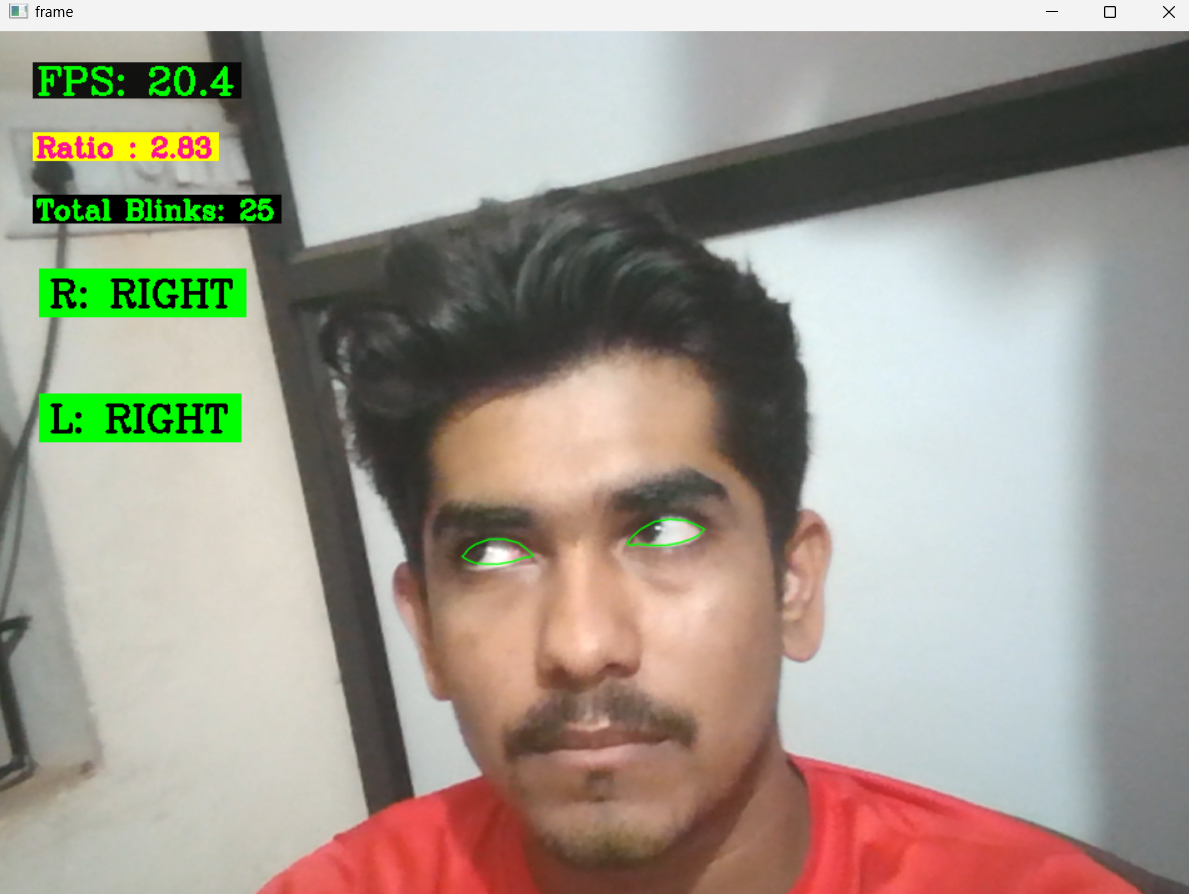 frame
FPS: 20.4
Ratio : 2.83
Total Blinks: 25
R: RIGHT
L: RIGHT